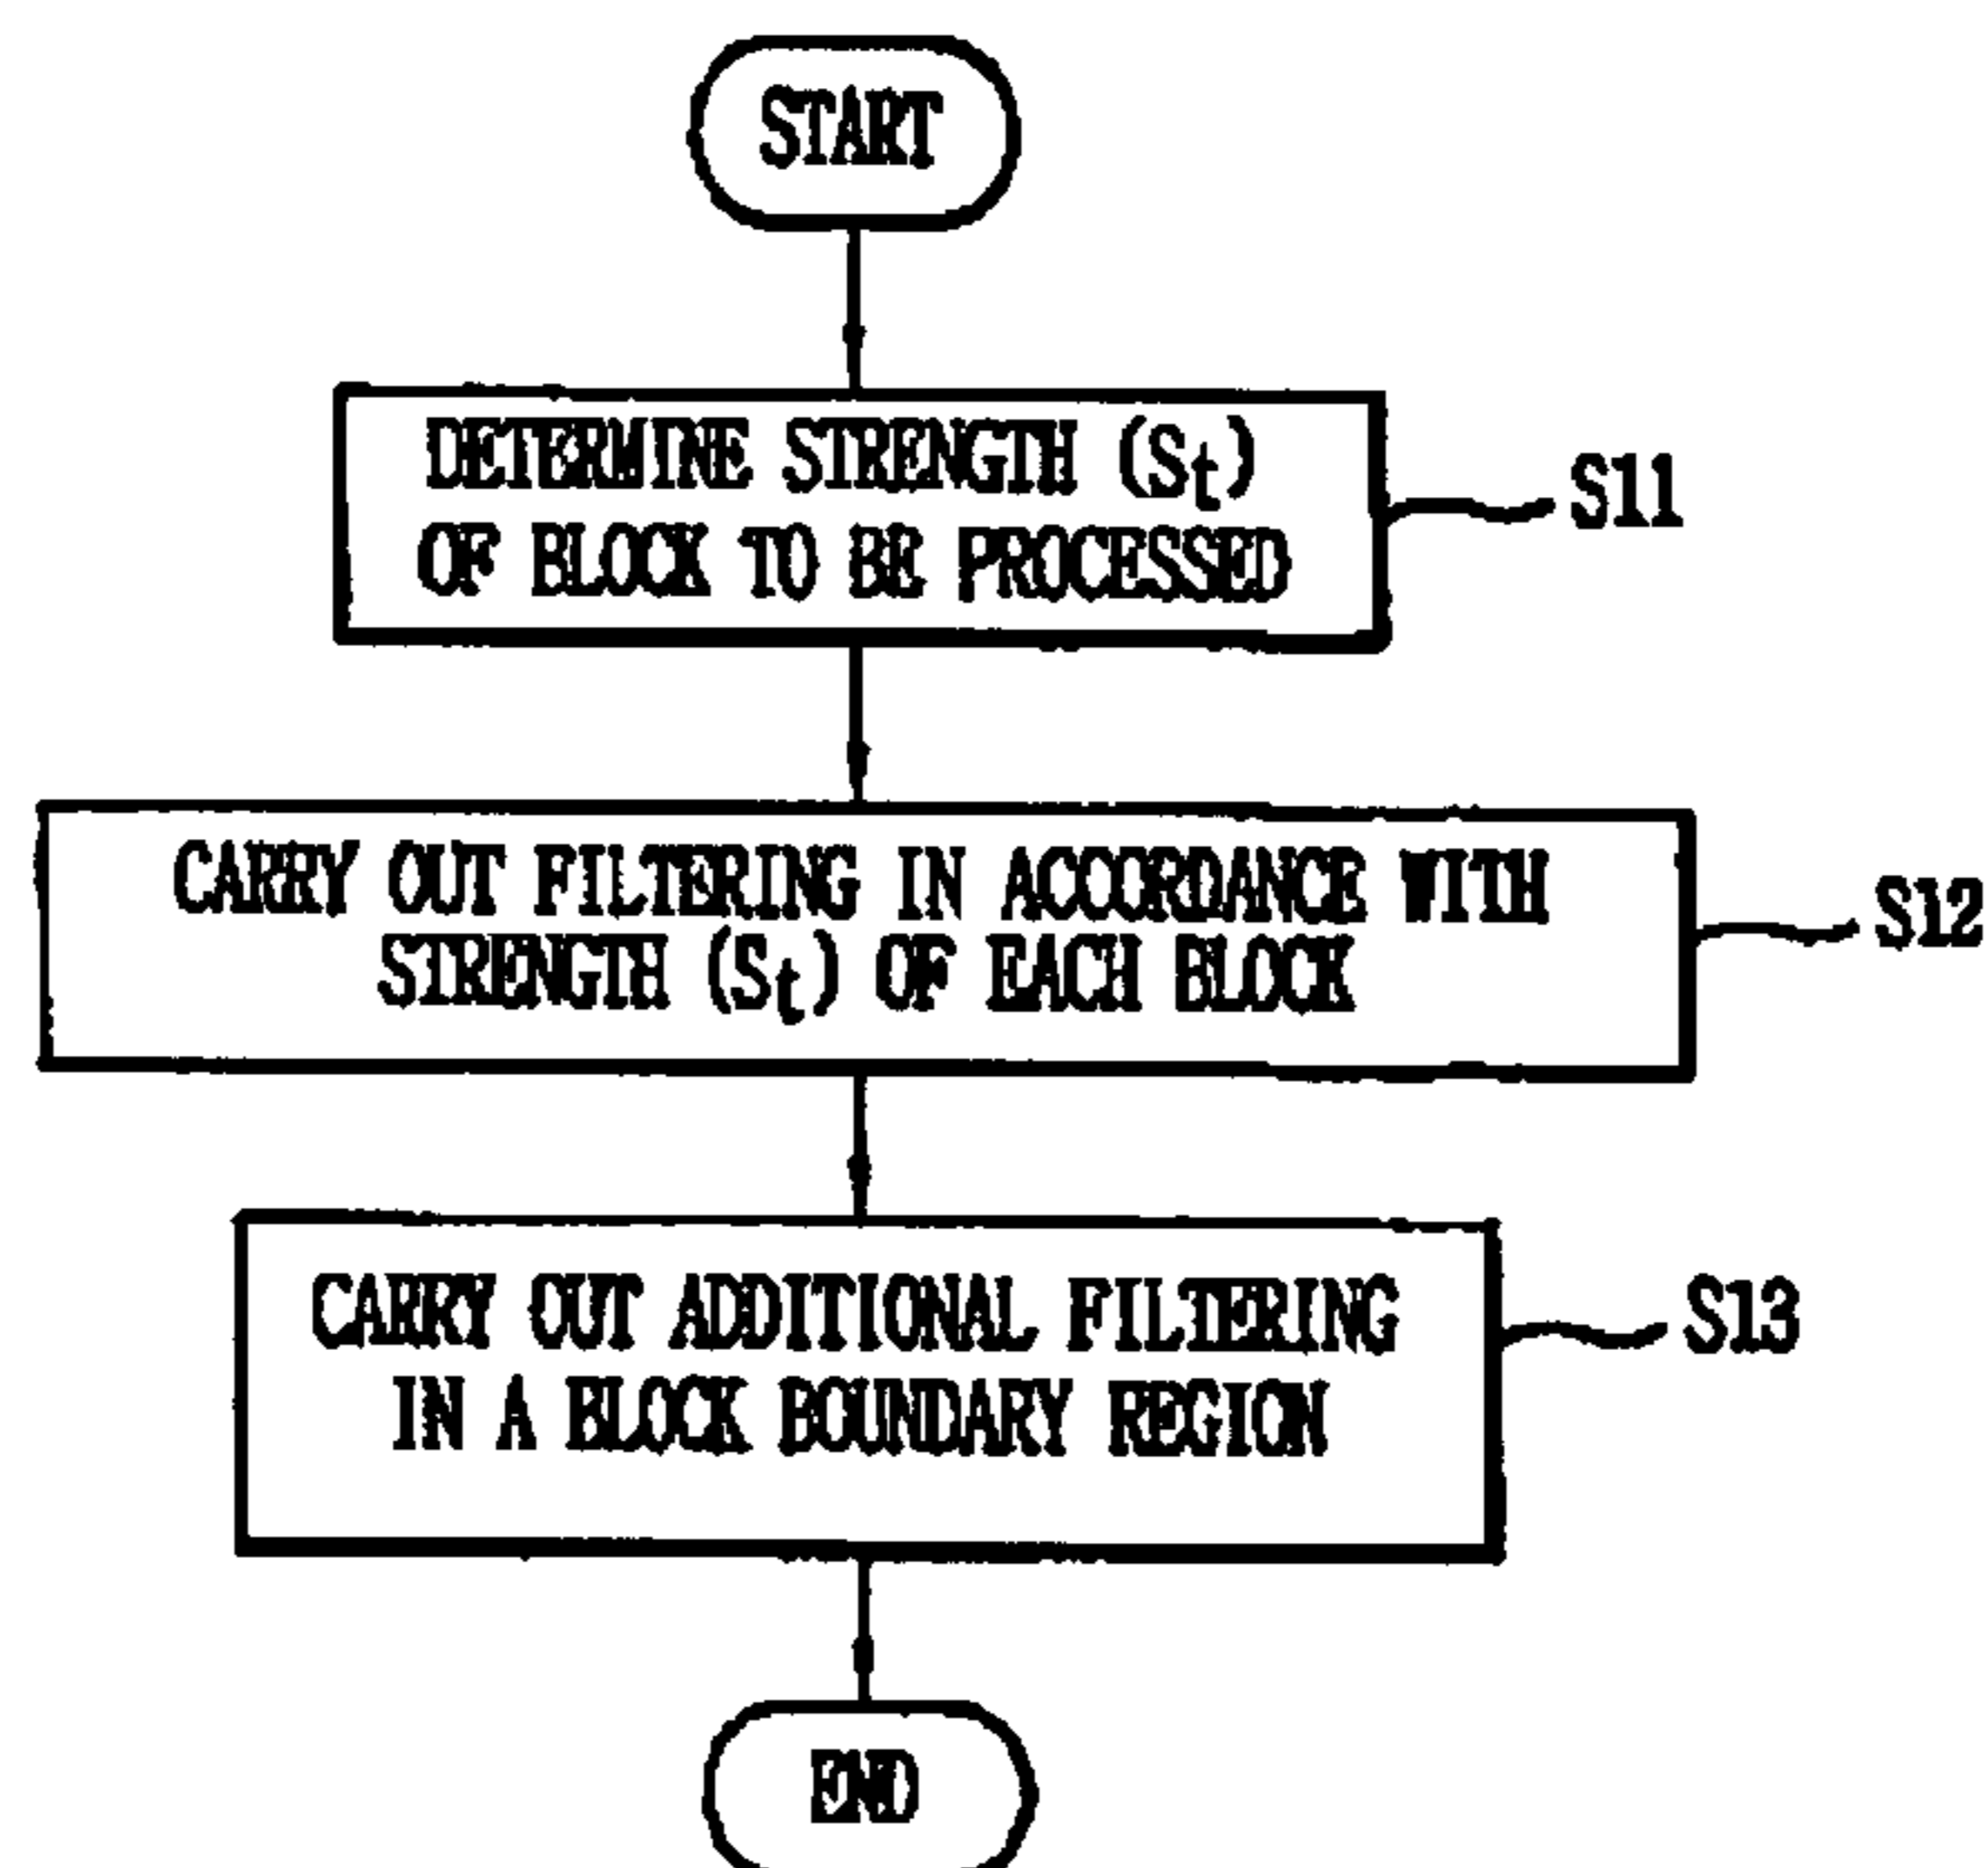 START
DETERMINE STRENGTH (St)
OF BLOCK TO BE PROCESSED
S11
CARRY OUT FILTERING IN ACCORDANCE WITH
STRENGTH (St) OF EACH BLOCK
S12
CARRY OUT ADDITIONAL FILTERING
IN A BLOCK BOUNDARY REGION
S13
END